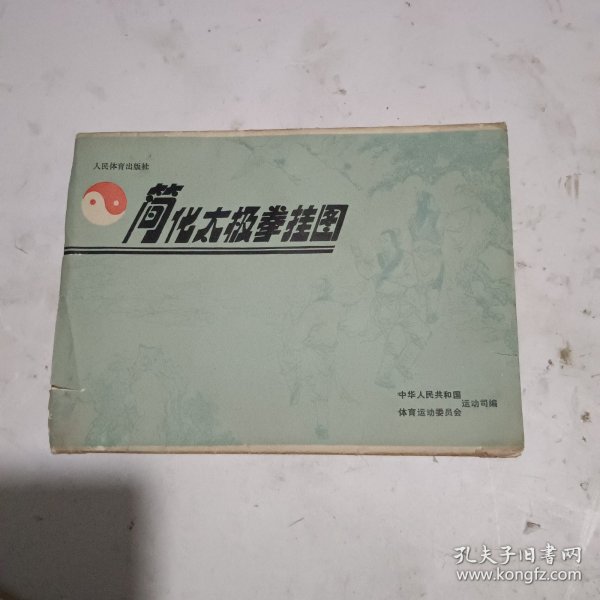 人民体育出版社
简化太极拳挂图
中华人民共和国
体育运动委员会 运动司编
孔夫子旧书网
www.kongfz.com